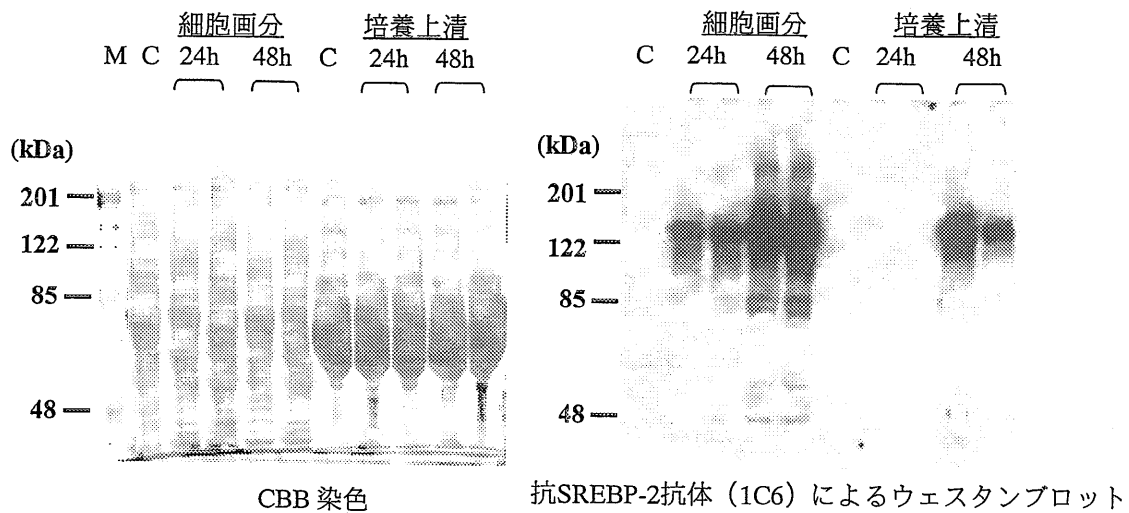 細胞画分 培養上清
M C 24h 48h C 24h 48h
(kDa)
201
122
85
48
CBB 染色
細胞画分 培養上清
C 24h 48h C 24h 48h
(kDa)
201
122
85
48
抗SREBP-2抗体（1C6）によるウェスタンブロット